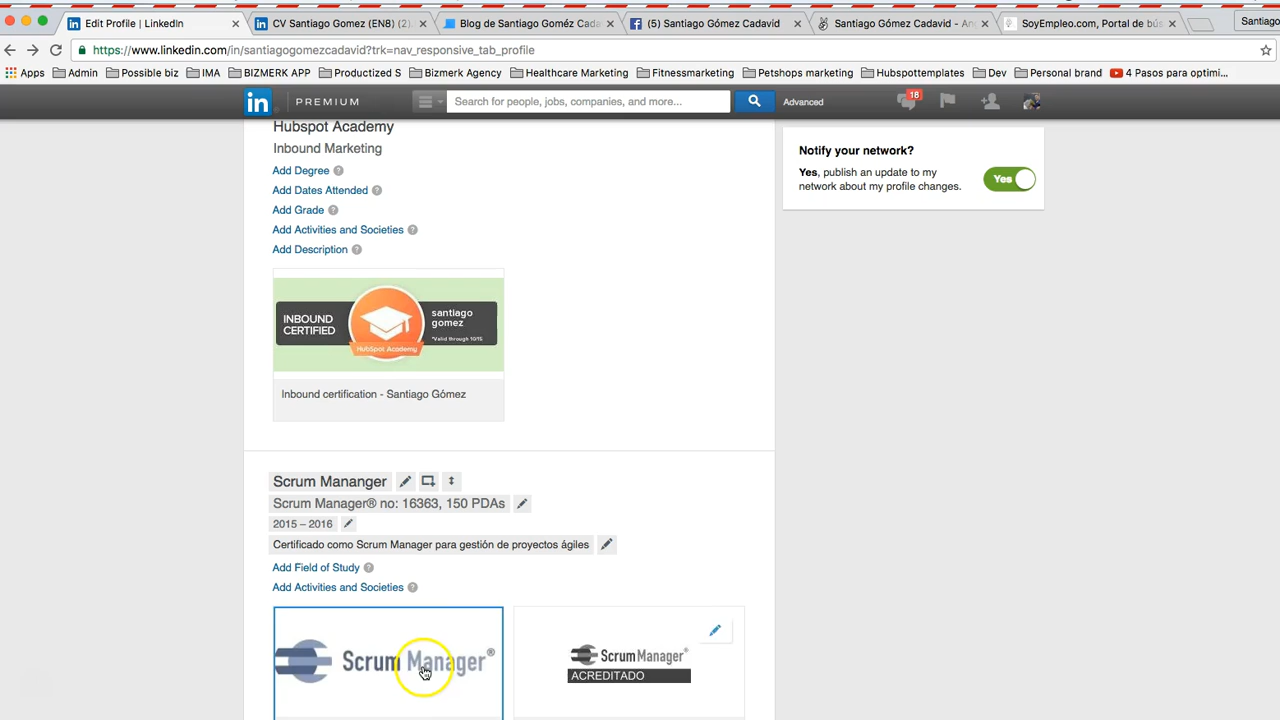 Edit Profile | LinkedIn
CV Santiago Gomez (EN8) (2).
Blog de Santiago Goméz Cada
(5) Santiago Gómez Cadavid
Santiago Gómez Cadavid - An
SoyEmpleo.com, Portal de bús
Santiago
https://www.linkedin.com/in/santiagogomezcadavid?trk=nav_responsive_tab_profile
Apps
Admin
Possible biz
IMA
BIZMERK APP
Productized S
Bizmerk Agency
Healthcare Marketing
Fitnessmarketing
Petshops marketing
Hubspottemplates
Dev
Personal brand
4 Pasos para optimi...
in
PREMIUM
Search for people, jobs, companies, and more...
Advanced
18
Hubspot Academy
Inbound Marketing
Add Degree ?
Add Dates Attended ?
Add Grade ?
Add Activities and Societies ?
Add Description ?
INBOUND
CERTIFIED
HubSpot Academy
santiago
gomez
*Valid through 10/15
Inbound certification - Santiago Gómez
Notify your network?
Yes, publish an update to my
network about my profile changes.
Yes
Scrum Mananger
Scrum Manager® no: 16363, 150 PDAs
2015 – 2016
Certificado como Scrum Manager para gestión de proyectos ágiles
Add Field of Study ?
Add Activities and Societies ?
Scrum Manager®
ScrumManager®
ACREDITADO